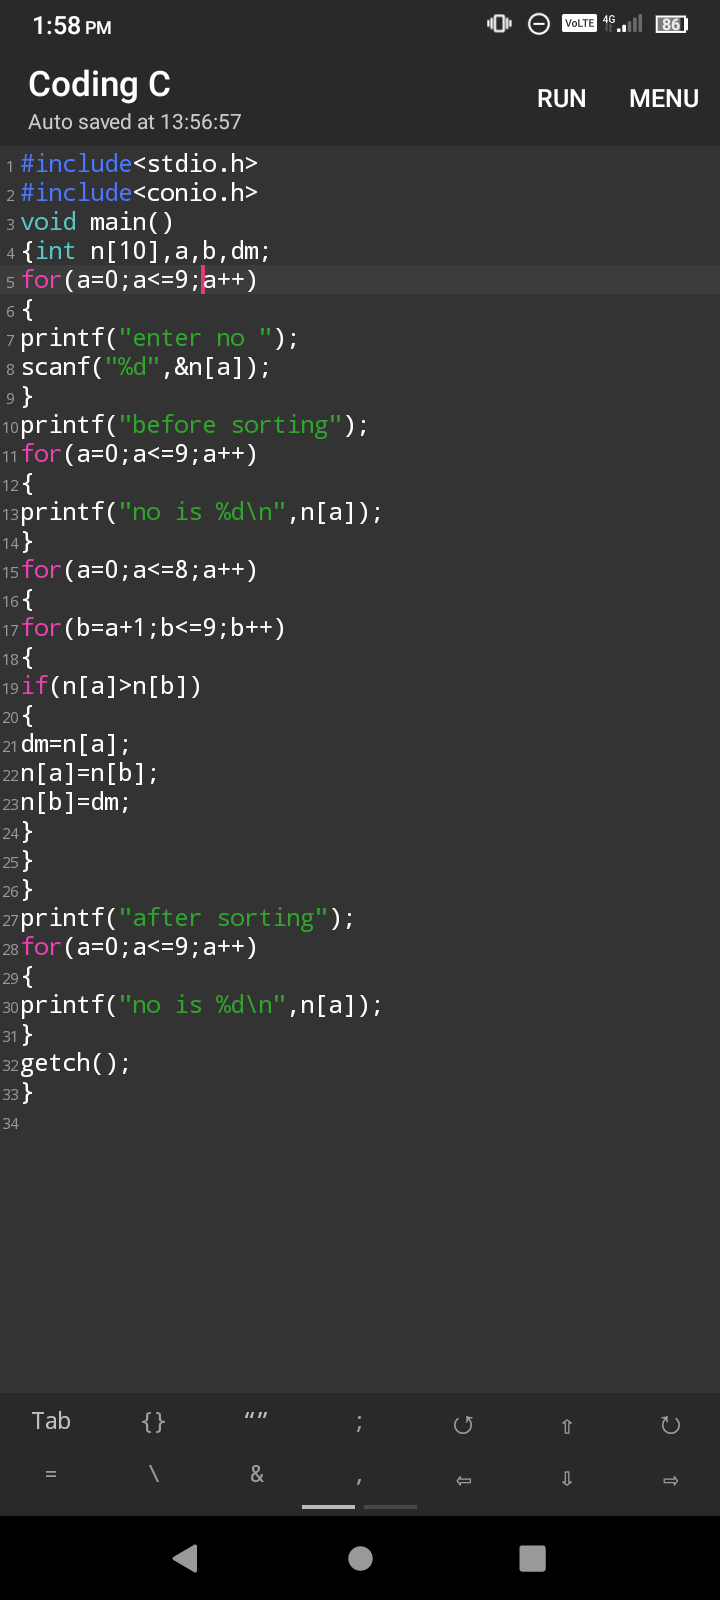 1:58 PM
VoLTE 4G 86
Coding C
RUN MENU
Auto saved at 13:56:57
1 #include<stdio.h>
2 #include<conio.h>
3 void main()
4 {int n[10],a,b,dm;
5 for(a=0;a<=9;a++)
6 {
7 printf("enter no ");
8 scanf("%d",&n[a]);
9 }
10 printf("before sorting");
11 for(a=0;a<=9;a++)
12 {
13 printf("no is %d\n",n[a]);
14 }
15 for(a=0;a<=8;a++)
16 {
17 for(b=a+1;b<=9;b++)
18 {
19 if(n[a]>n[b])
20 {
21 dm=n[a];
22 n[a]=n[b];
23 n[b]=dm;
24 }
25 }
26 }
27 printf("after sorting");
28 for(a=0;a<=9;a++)
29 {
30 printf("no is %d\n",n[a]);
31 }
32 getch();
33 }
34
Tab {} “” ; ↺ ⇧ ↻
= \ & , ⇦ ⇩ ⇨